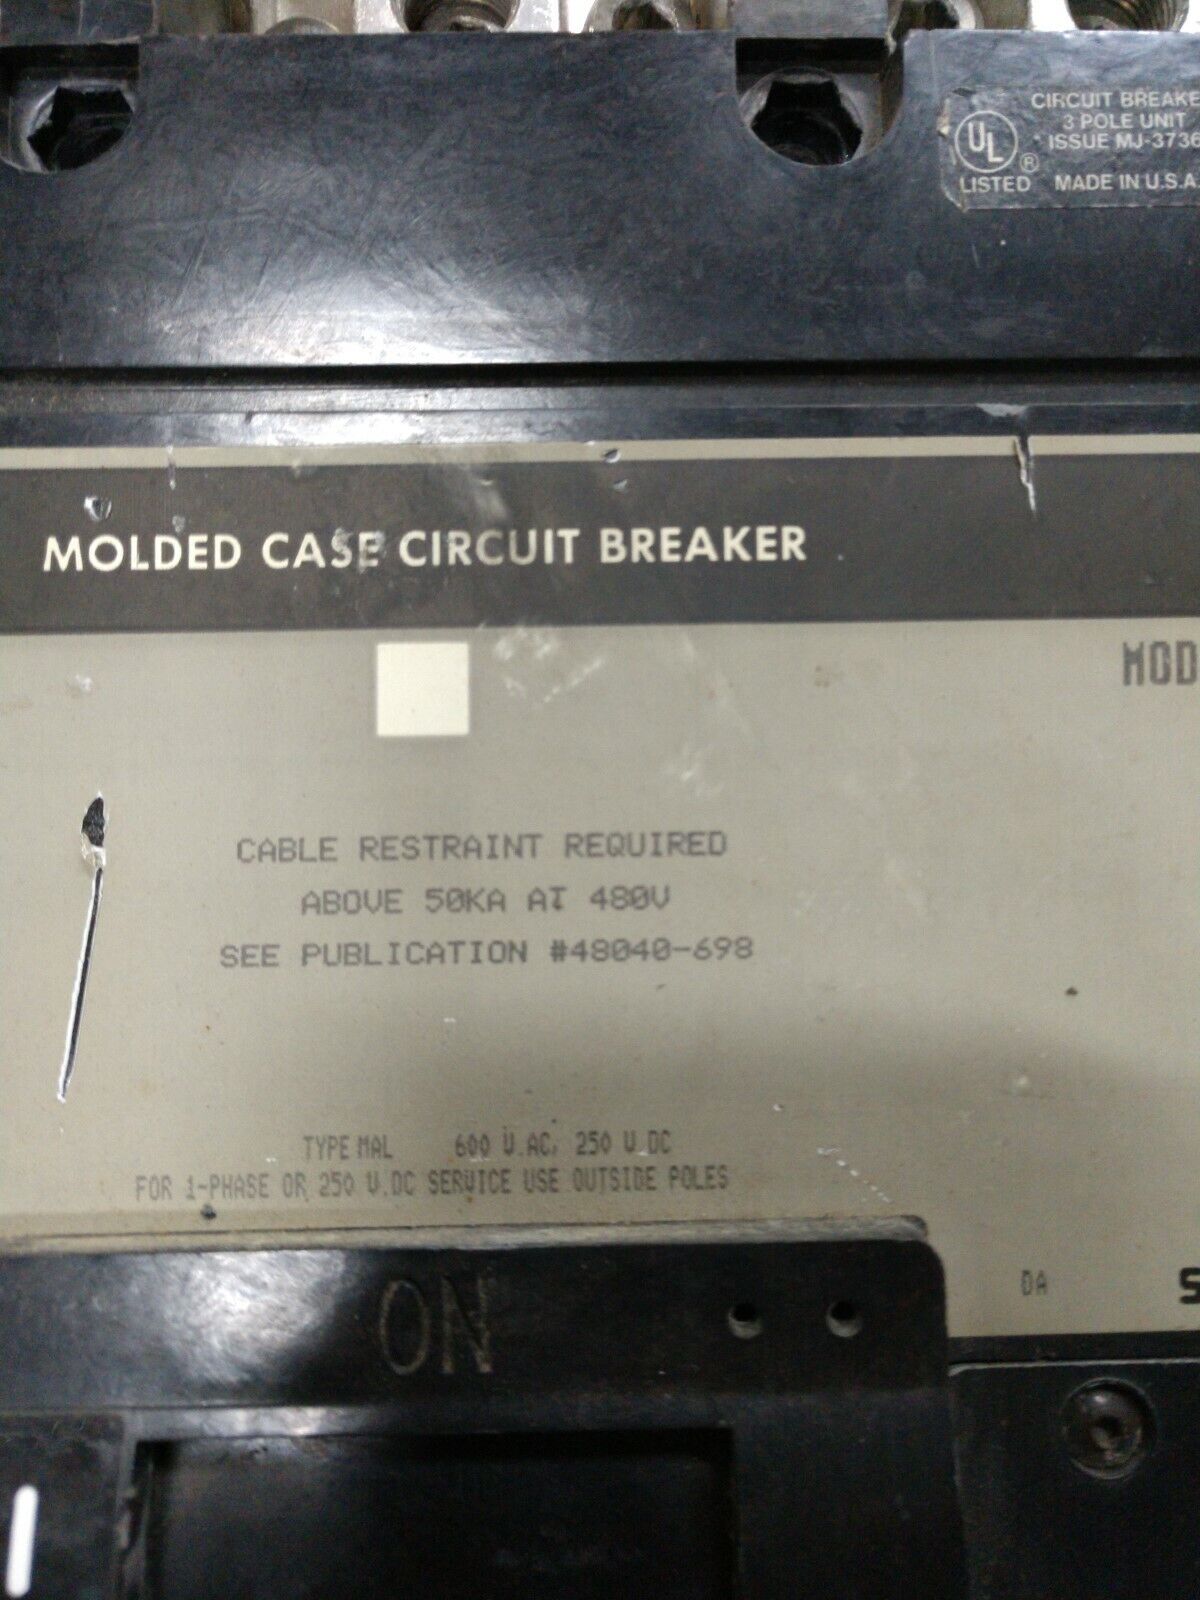 CIRCUIT BREAKE
3 POLE UNIT
UL ISSUE MJ-3736
LISTED ® MADE IN U.S.A.
MOLDED CASE CIRCUIT BREAKER
MOD
CABLE RESTRAINT REQUIRED
ABOVE 50KA AT 480V
SEE PUBLICATION #48040-698
TYPE MAL 600 V.AC, 250 V.DC
FOR 1-PHASE OR 250 V.DC SERVICE USE OUTSIDE POLES
DA S
ON